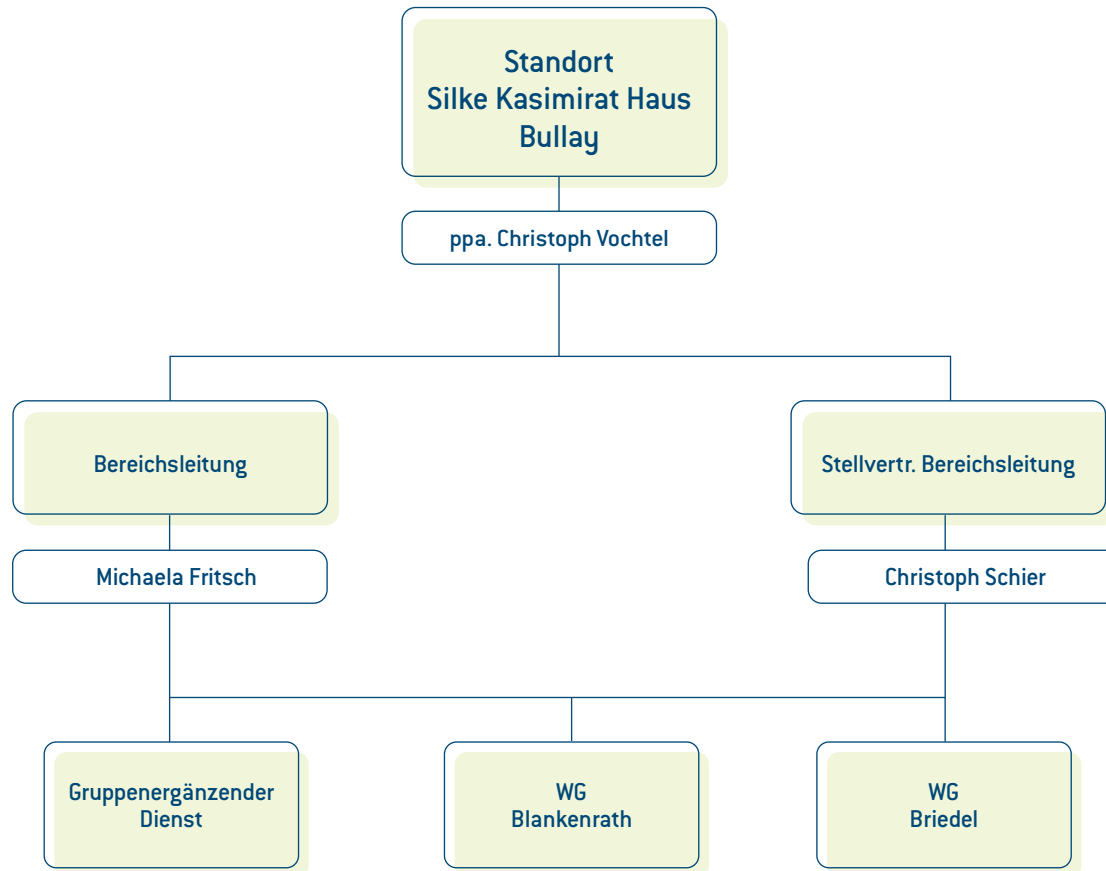 Standort
Silke Kasimirat Haus
Bullay
ppa. Christoph Vochtel
Bereichsleitung
Stellvertr. Bereichsleitung
Michaela Fritsch
Christoph Schier
Gruppenergänzender
Dienst
WG
Blankenrath
WG
Briedel